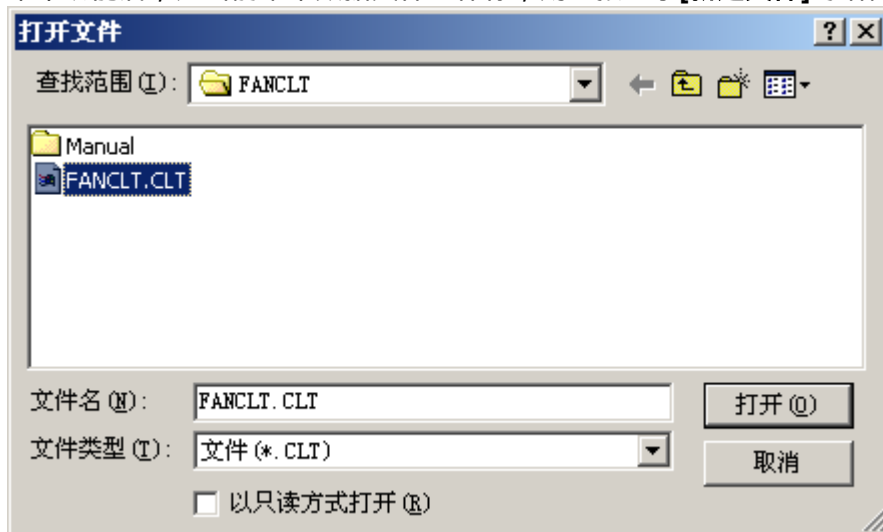 打开文件
查找范围(I): FANCLT
Manual
FANCLT.CLT
文件名(N): FANCLT.CLT 打开(O)
文件类型(T): 文件(*.CLT) 取消
以只读方式打开(R)